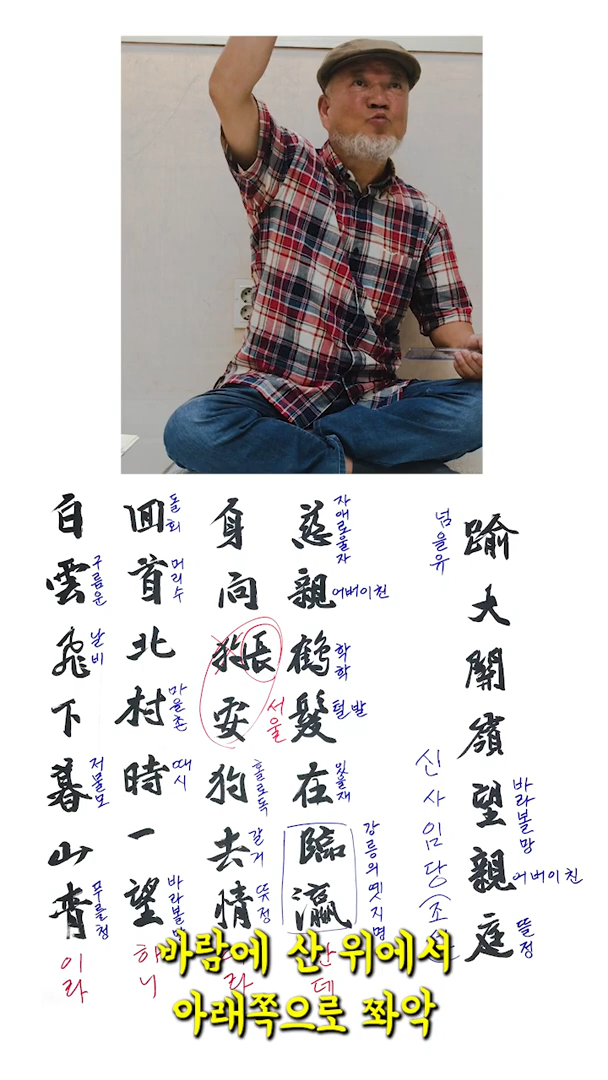 踰大關嶺望親庭
넘을유
바라볼망
어버이친
뜰정
신사임당(조
慈親鶴髮在臨瀛
자애로울자
어버이친
학학
털발
있을재
강릉의옛지명
身向長安独去情
서울
홀로독
갈거
뜻정
라
回首北村時一望
돌회
머리수
마을촌
때시
바라볼
하니
白雲飛下暮山靑
구름운
날비
저물모
푸를청
이라
바람에 산 위에서
아래쪽으로 쫘악